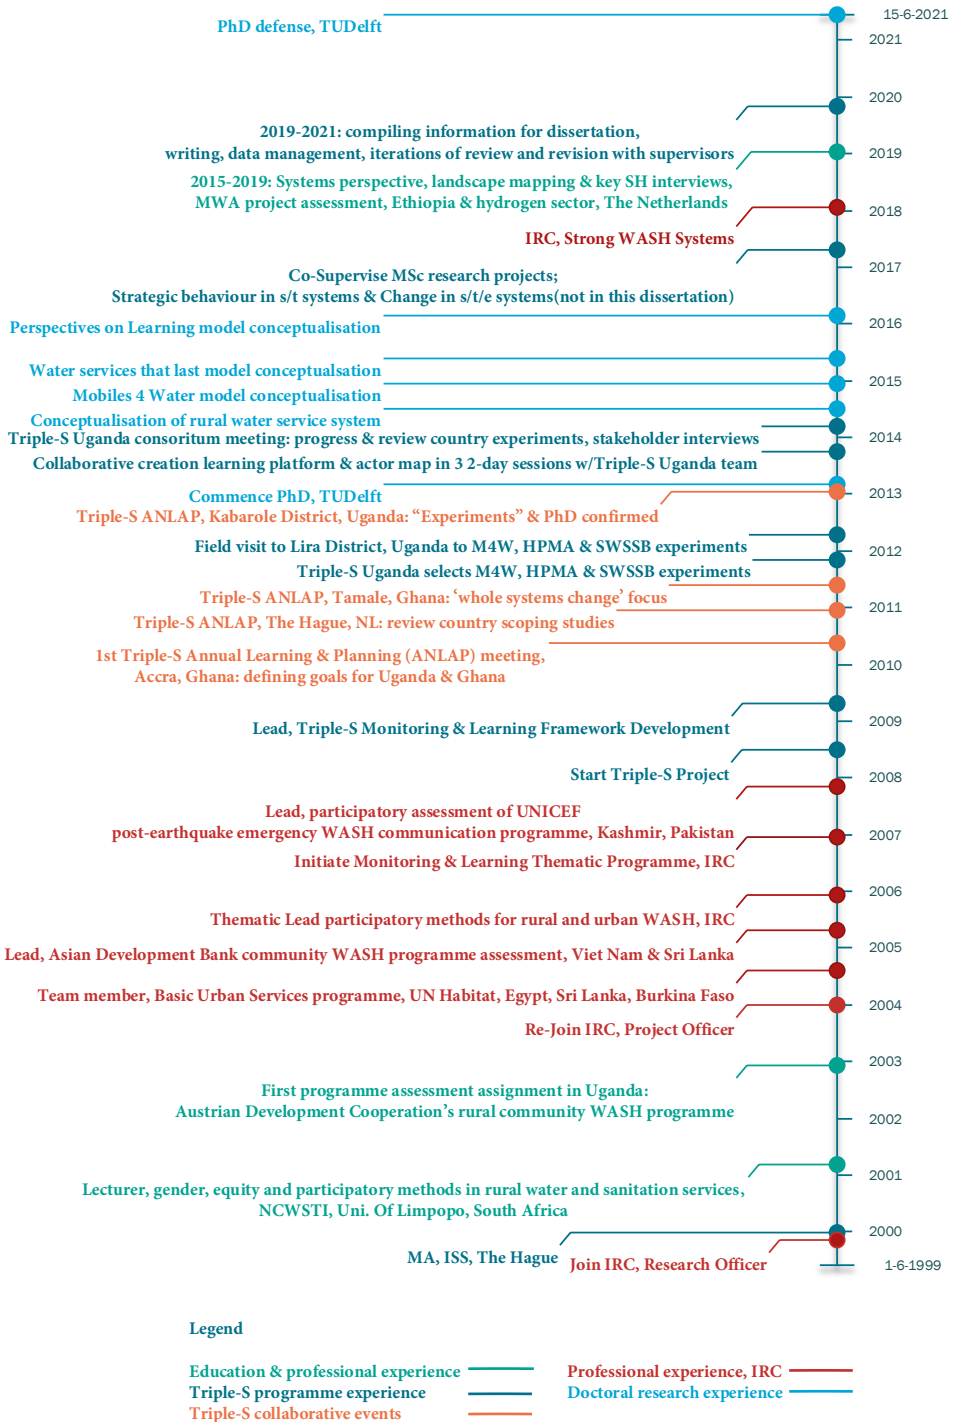 15-6-2021
PhD defense, TUDelft
2021
2020
2019-2021: compiling information for dissertation,
writing, data management, iterations of review and revision with supervisors
2019
2015-2019: Systems perspective, landscape mapping & key SH interviews,
MWA project assessment, Ethiopia & hydrogen sector, The Netherlands
2018
IRC, Strong WASH Systems
2017
Co-Supervise MSc research projects;
Strategic behaviour in s/t systems & Change in s/t/e systems(not in this dissertation)
2016
Perspectives on Learning model conceptualisation
Water services that last model conceptualsation
2015
Mobiles 4 Water model conceptualisation
Conceptualisation of rural water service system
2014
Triple-S Uganda consoritum meeting: progress & review country experiments, stakeholder interviews
Collaborative creation learning platform & actor map in 3 2-day sessions w/Triple-S Uganda team
2013
Commence PhD, TUDelft
Triple-S ANLAP, Kabarole District, Uganda: “Experiments” & PhD confirmed
Field visit to Lira District, Uganda to M4W, HPMA & SWSSB experiments
2012
Triple-S Uganda selects M4W, HPMA & SWSSB experiments
Triple-S ANLAP, Tamale, Ghana: ‘whole systems change’ focus
2011
Triple-S ANLAP, The Hague, NL: review country scoping studies
1st Triple-S Annual Learning & Planning (ANLAP) meeting,
2010
Accra, Ghana: defining goals for Uganda & Ghana
2009
Lead, Triple-S Monitoring & Learning Framework Development
Start Triple-S Project
2008
Lead, participatory assessment of UNICEF
post-earthquake emergency WASH communication programme, Kashmir, Pakistan
2007
Initiate Monitoring & Learning Thematic Programme, IRC
2006
Thematic Lead participatory methods for rural and urban WASH, IRC
2005
Lead, Asian Development Bank community WASH programme assessment, Viet Nam & Sri Lanka
Team member, Basic Urban Services programme, UN Habitat, Egypt, Sri Lanka, Burkina Faso
2004
Re-Join IRC, Project Officer
2003
First programme assessment assignment in Uganda:
Austrian Development Cooperation’s rural community WASH programme
2002
2001
Lecturer, gender, equity and participatory methods in rural water and sanitation services,
NCWSTI, Uni. Of Limpopo, South Africa
2000
MA, ISS, The Hague
Join IRC, Research Officer
1-6-1999
Legend
Education & professional experience
Professional experience, IRC
Triple-S programme experience
Doctoral research experience
Triple-S collaborative events